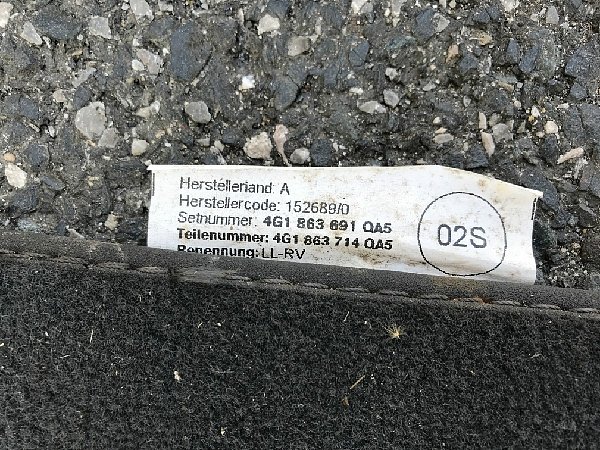 Herstellerland: A
Herstellercode: 152689/0
Setnummer: 4G1 863 691 QA5
Teilenummer: 4G1 863 714 QA5
Benennung: LL-RV
02S